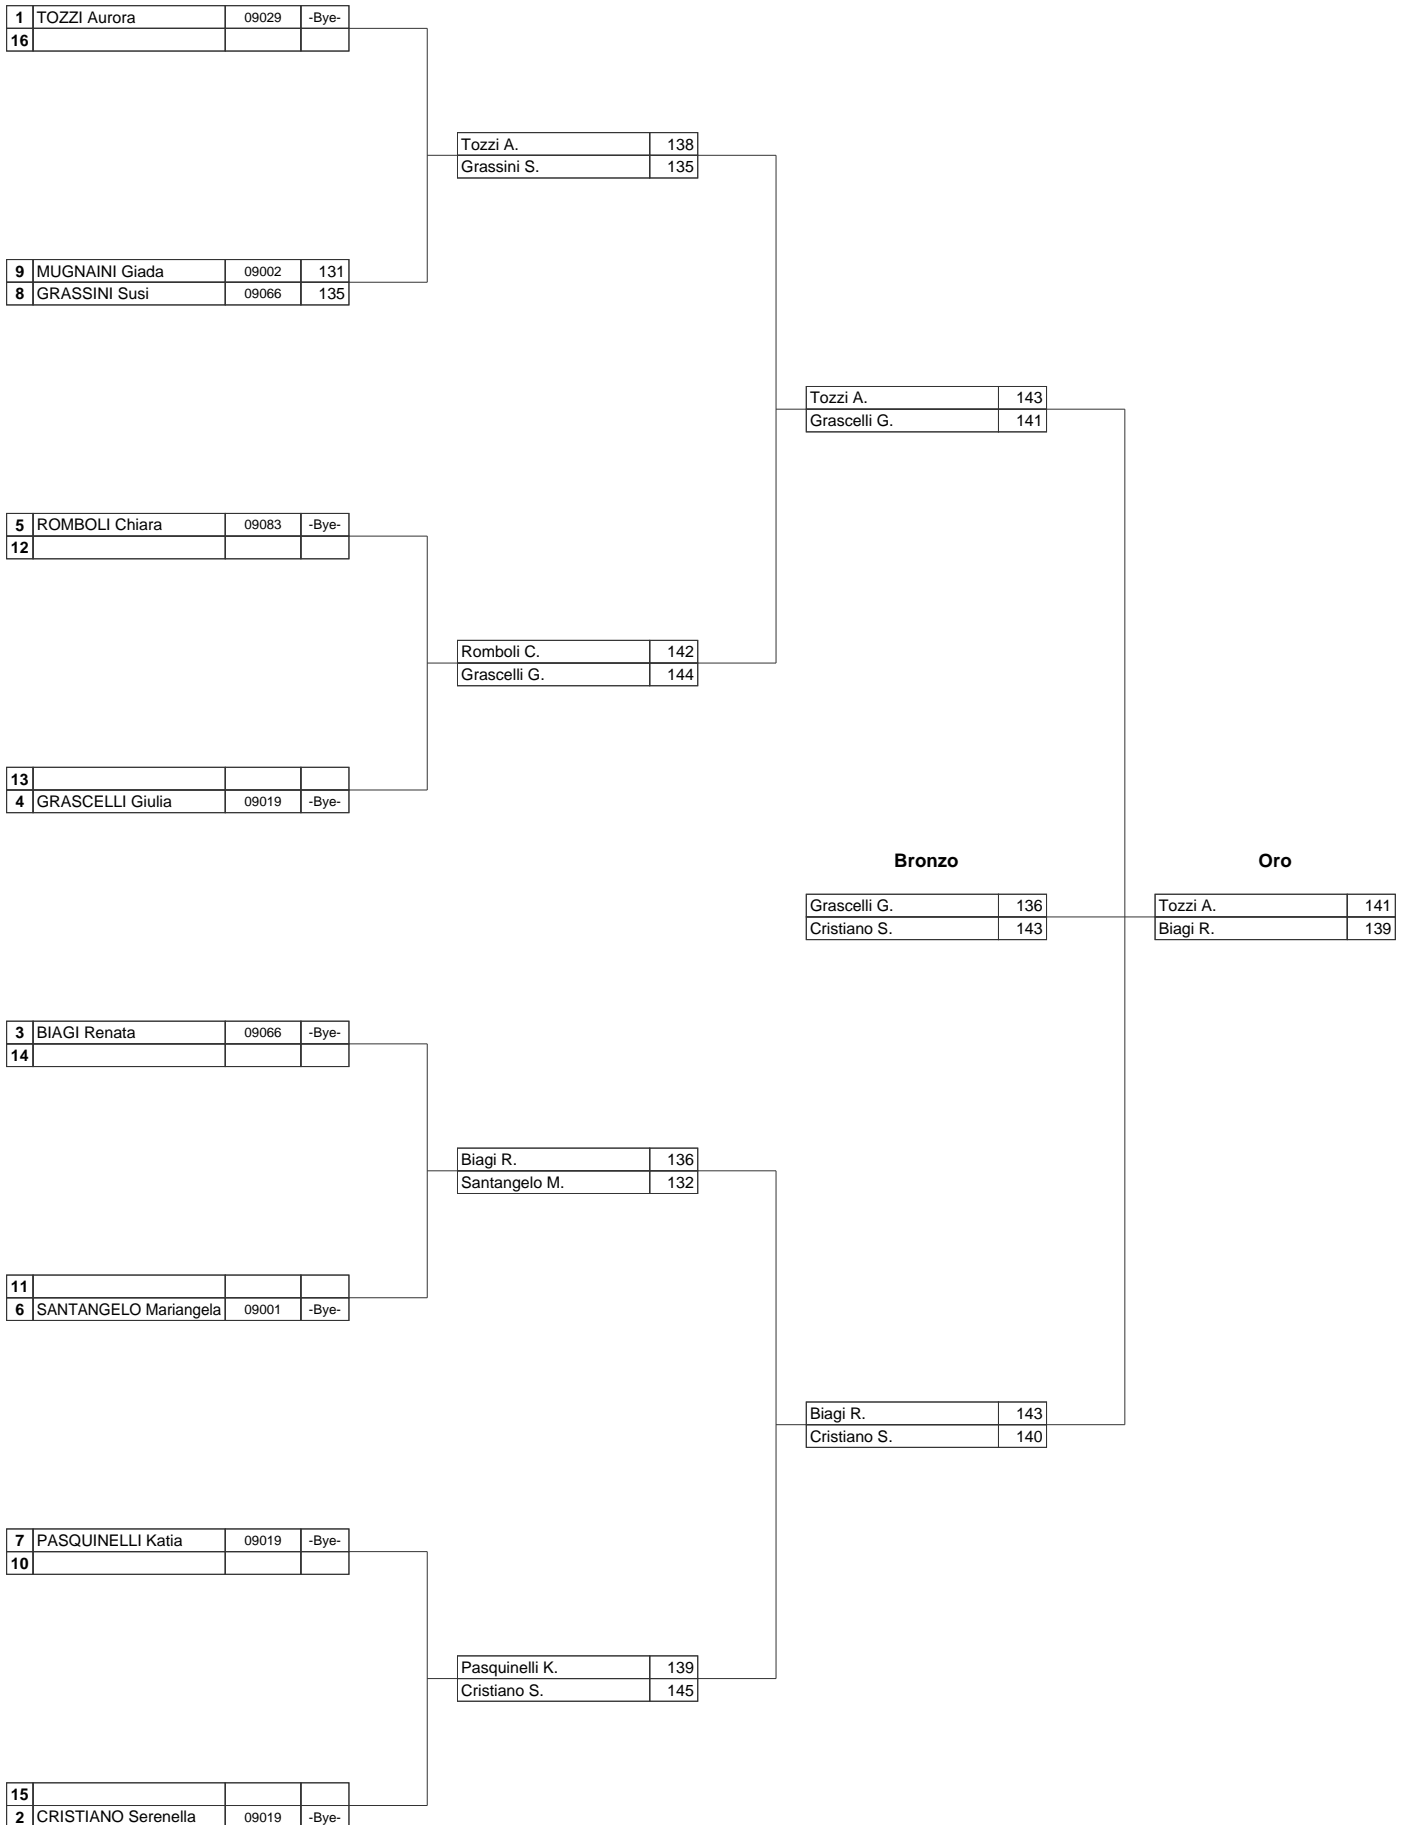 1 TOZZI Aurora 09029 -Bye-
16
Tozzi A. 138
Grassini S. 135
9 MUGNAINI Giada 09002 131
8 GRASSINI Susi 09066 135
Tozzi A. 143
Grascelli G. 141
5 ROMBOLI Chiara 09083 -Bye-
12
Romboli C. 142
Grascelli G. 144
13
4 GRASCELLI Giulia 09019 -Bye-
Bronzo Oro
Grascelli G. 136 Tozzi A. 141
Cristiano S. 143 Biagi R. 139
3 BIAGI Renata 09066 -Bye-
14
Biagi R. 136
Santangelo M. 132
11
6 SANTANGELO Mariangela 09001 -Bye-
Biagi R. 143
Cristiano S. 140
7 PASQUINELLI Katia 09019 -Bye-
10
Pasquinelli K. 139
Cristiano S. 145
15
2 CRISTIANO Serenella 09019 -Bye-